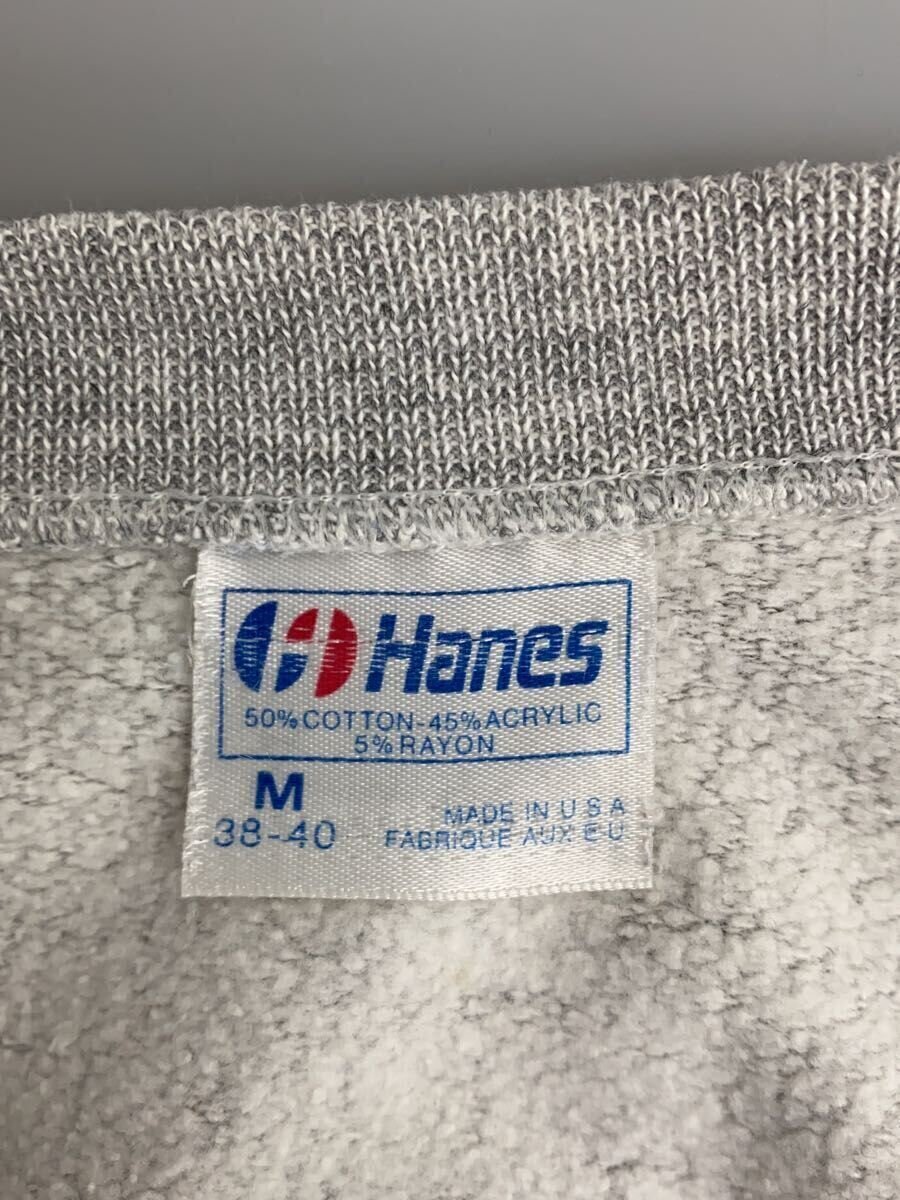 Hanes
50% COTTON-45% ACRYLIC
5% RAYON
M
38-40
MADE IN U S A
FABRIQUE AUX E-U